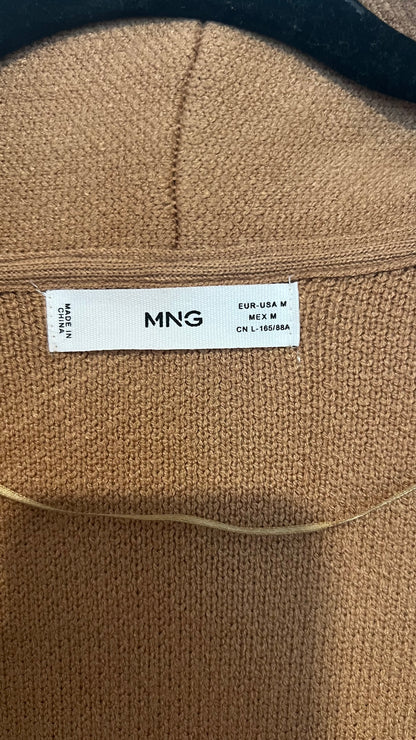 MADE IN
CHINA
MNG
EUR-USA M
MEX M
CN L-165/88A